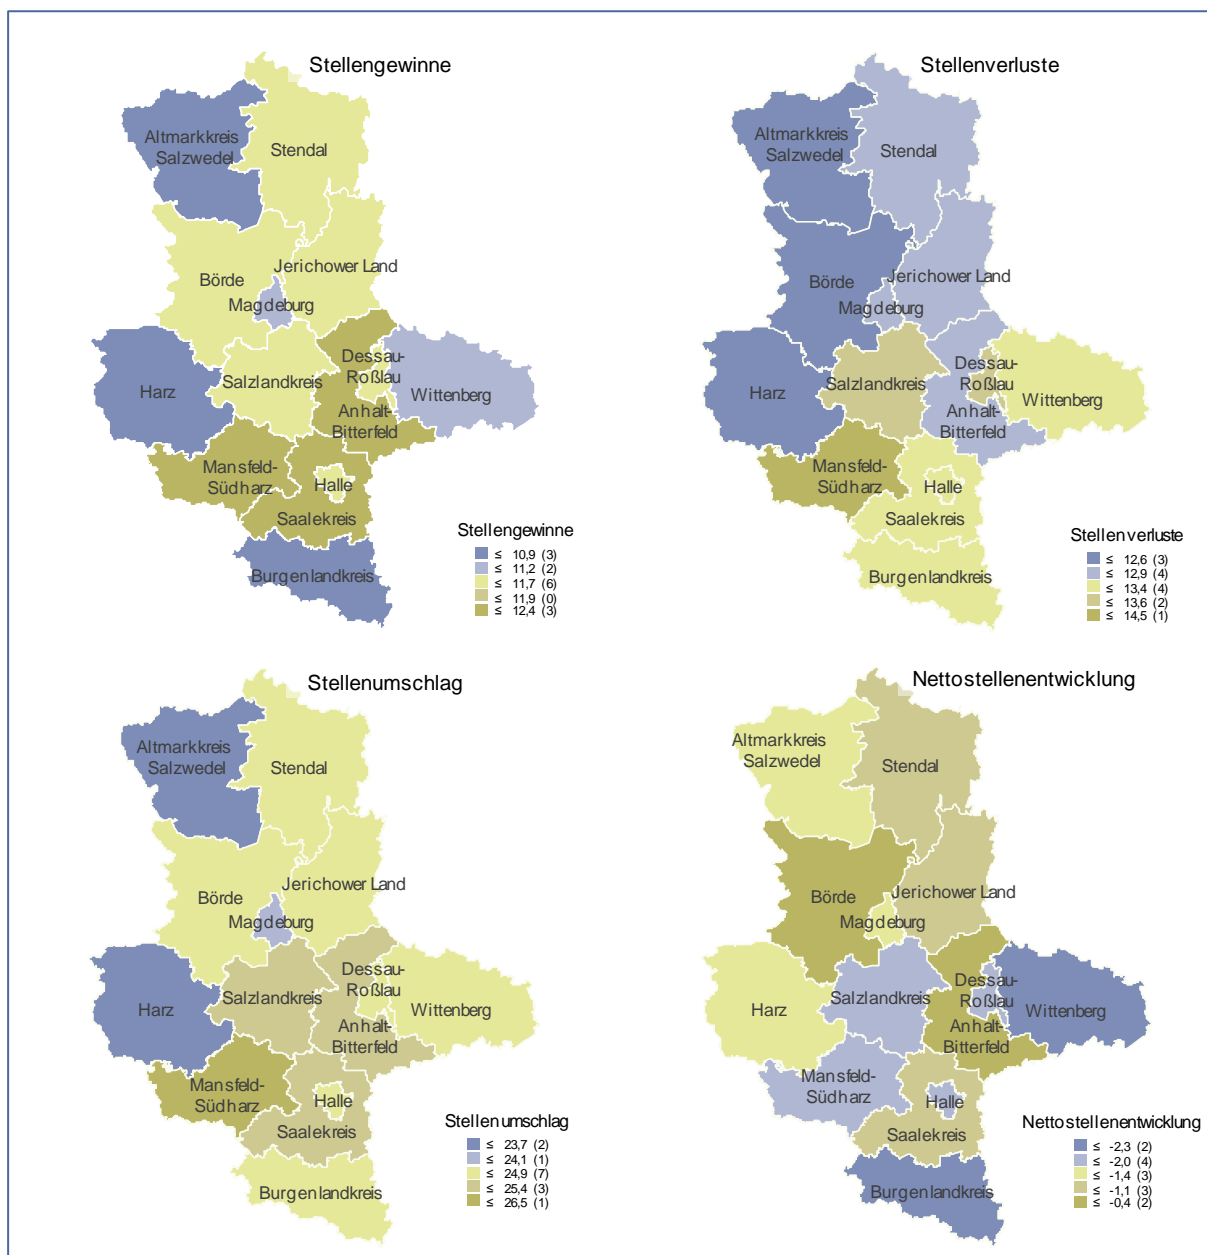 Stellengewinne
Altmarkkreis
Salzwedel
Stendal
Jerichower Land
Börde
Magdeburg
Dessau-
Roßlau
Harz
Salzlandkreis
Wittenberg
Anhalt-
Bitterfeld
Mansfeld-
Südharz
Halle
Saalekreis
Burgenlandkreis
Stellengewinne
≤ 10,9 (3)
≤ 11,2 (2)
≤ 11,7 (6)
≤ 11,9 (0)
≤ 12,4 (3)
Stellenverluste
Altmarkkreis
Salzwedel
Stendal
Jerichower Land
Börde
Magdeburg
Dessau-
Roßlau
Harz
Salzlandkreis
Wittenberg
Anhalt-
Bitterfeld
Mansfeld-
Südharz
Halle
Saalekreis
Burgenlandkreis
Stellenverluste
≤ 12,6 (3)
≤ 12,9 (4)
≤ 13,4 (4)
≤ 13,6 (2)
≤ 14,5 (1)
Stellenumschlag
Altmarkkreis
Salzwedel
Stendal
Jerichower Land
Börde
Magdeburg
Dessau-
Roßlau
Harz
Salzlandkreis
Wittenberg
Anhalt-
Bitterfeld
Mansfeld-
Südharz
Halle
Saalekreis
Burgenlandkreis
Stellenumschlag
≤ 23,7 (2)
≤ 24,1 (1)
≤ 24,9 (7)
≤ 25,4 (3)
≤ 26,5 (1)
Nettostellenentwicklung
Altmarkkreis
Salzwedel
Stendal
Jerichower Land
Börde
Magdeburg
Dessau-
Roßlau
Harz
Salzlandkreis
Wittenberg
Anhalt-
Bitterfeld
Mansfeld-
Südharz
Halle
Saalekreis
Burgenlandkreis
Nettostellenentwicklung
≤ -2,3 (2)
≤ -2,0 (4)
≤ -1,4 (3)
≤ -1,1 (3)
≤ -0,4 (2)